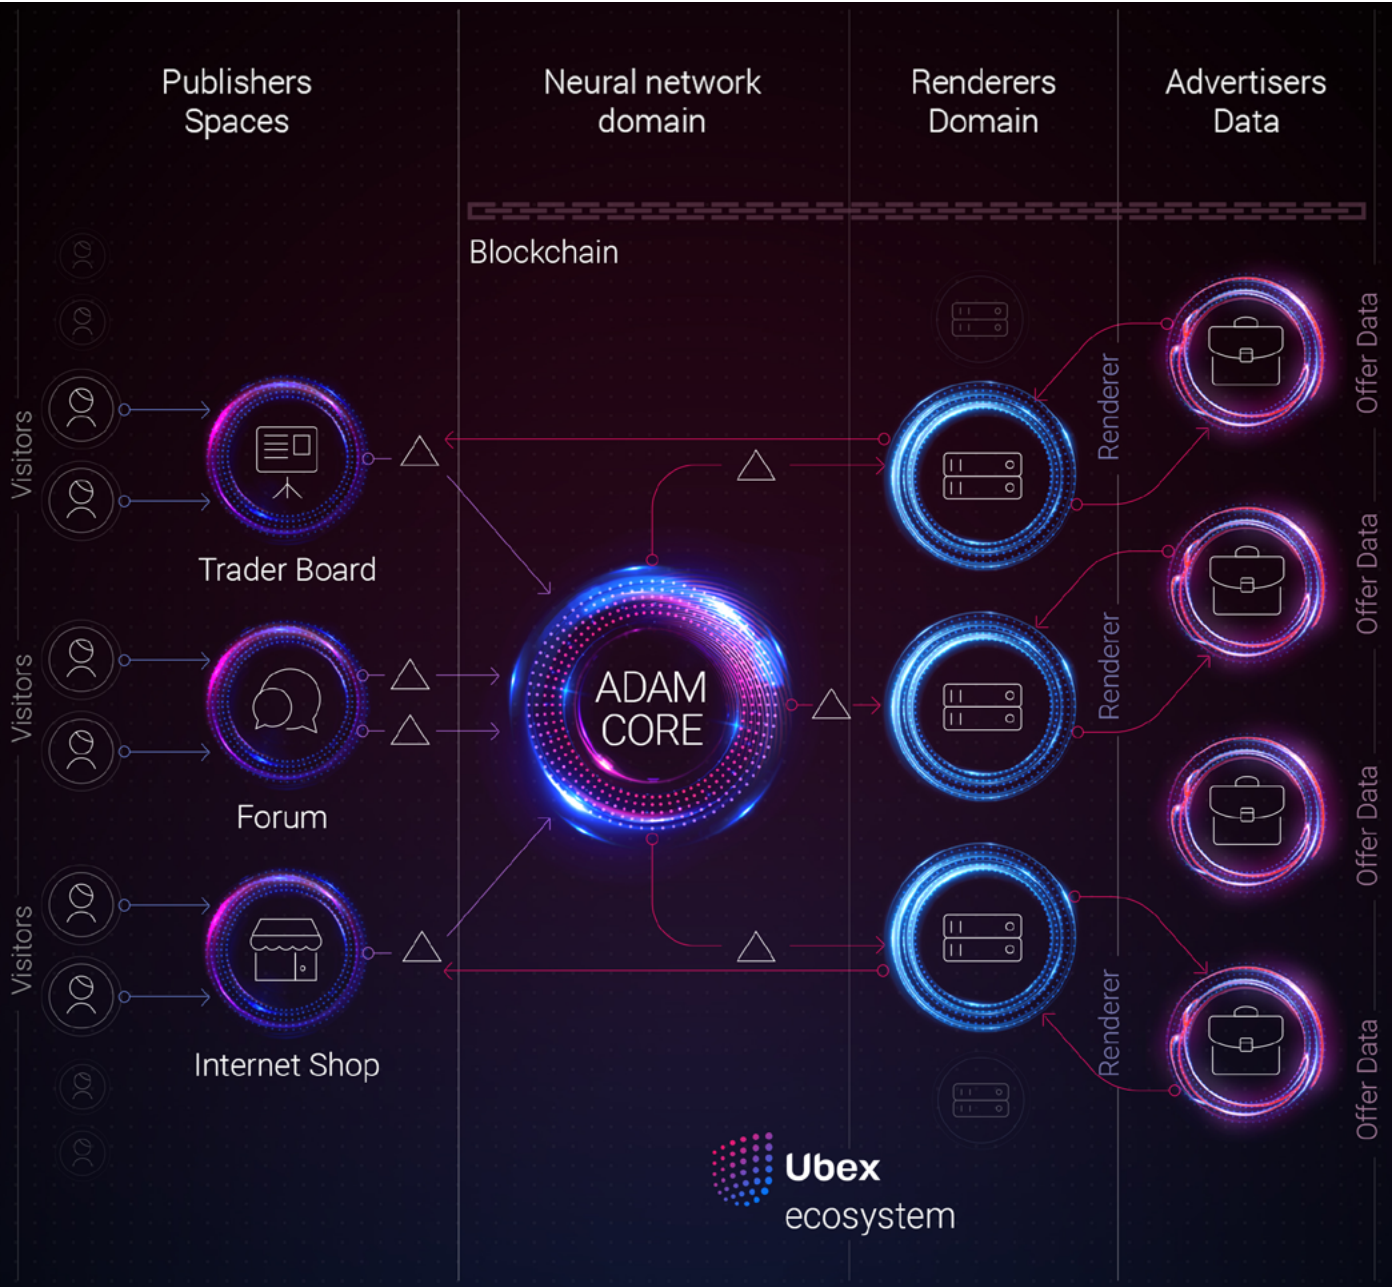 Publishers
Spaces
Neural network
domain
Renderers
Domain
Advertisers
Data
Blockchain
Visitors
Trader Board
Visitors
Forum
Visitors
Internet Shop
ADAM
CORE
Renderer
Renderer
Renderer
Offer Data
Offer Data
Offer Data
Offer Data
Ubex
ecosystem